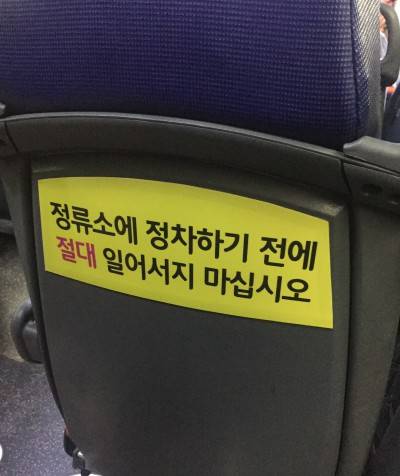 정류소에 정차하기 전에
절대 일어서지 마십시오